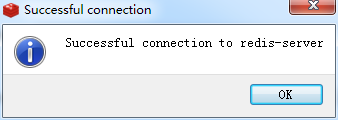 Successful connection
Successful connection to redis-server
OK